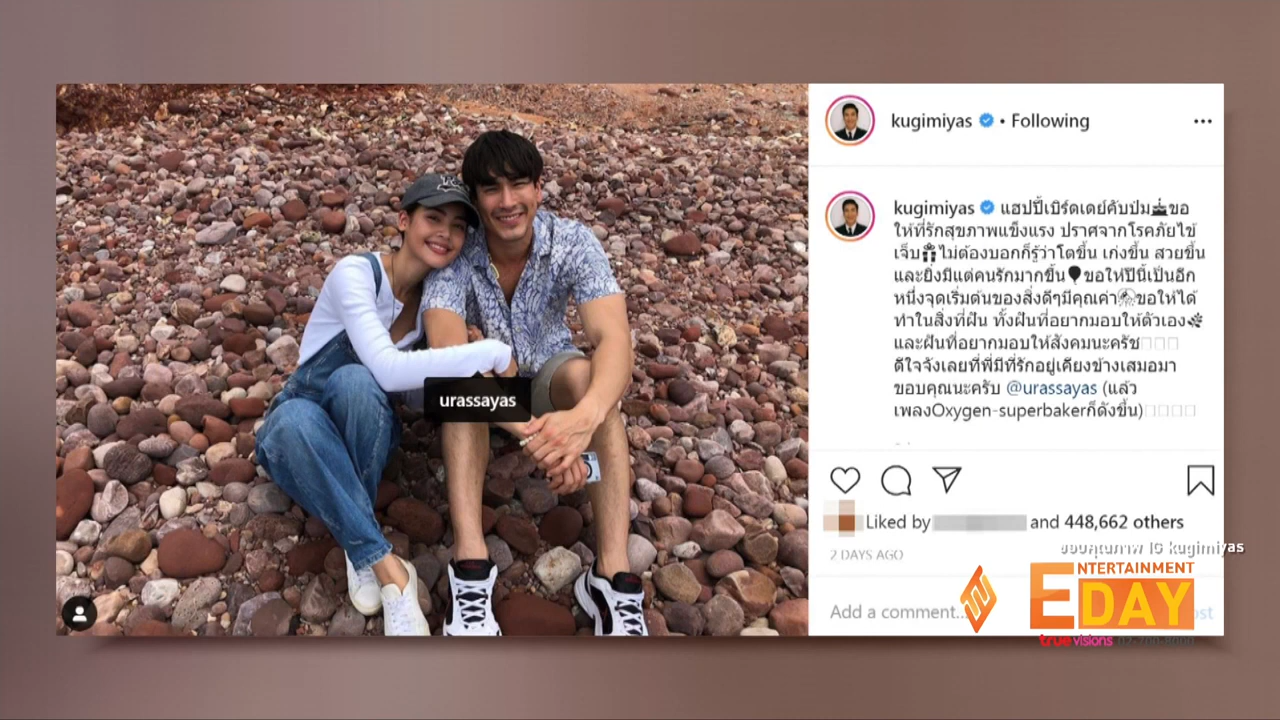 kugimiyas • Following
kugimiyas แฮปปี้เบิร์ดเดย์คับป่ม🎂ขอ
ให้ที่รักสุขภาพแข็งแรง ปราศจากโรคภัยไข้
เจ็บ🎁ไม่ต้องบอกก็รู้ว่าโตขึ้น เก่งขึ้น สวยขึ้น
และยิ่งมีแต่คนรักมากขึ้น🎈ขอให้ปีนี้เป็นอีก
หนึ่งจุดเริ่มต้นของสิ่งดีๆมีคุณค่า ขอให้ได้
ทำในสิ่งที่ฝัน ทั้งฝันที่อยากมอบให้ตัวเอง🌿
และฝันที่อยากมอบให้สังคมนะครัช
ดีใจจังเลยที่พี่มีที่รักอยู่เคียงข้างเสมอมา
ขอบคุณนะครับ @urassayas (แล้ว
เพลงOxygen-superbakerก็ดังขึ้น)
urassayas
Liked by and 448,662 others
2 DAYS AGO
ขอบคุณภาพ IG kugimiyas
Add a comment...
ENTERTAINMENT
DAY
truevisions